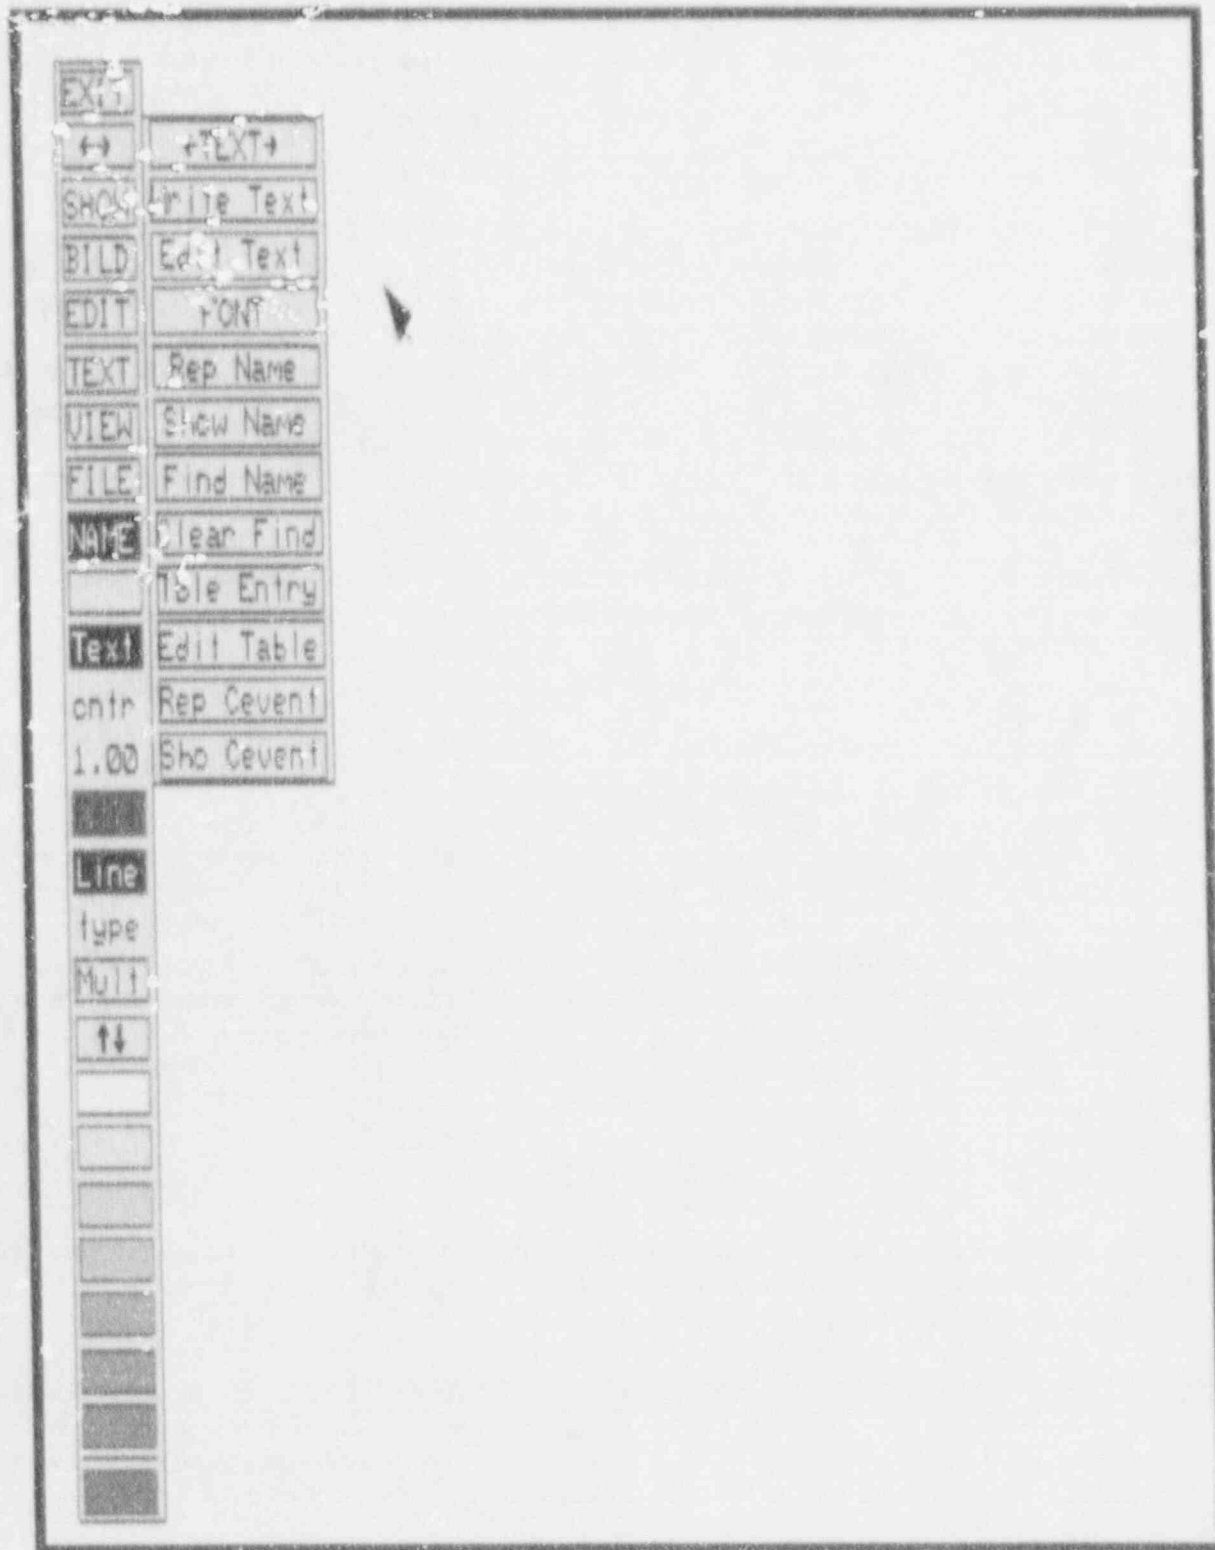 EXIT
↔ ←TEXT→
SHOW Write Text
BILD Edit Text
EDIT FONT
TEXT Rep Name
VIEW Show Name
FILE Find Name
NAME Clear Find
Table Entry
Text Edit Table
cntr Rep Cevent
1.00 Sho Cevent
Line
type
Mult
↑↓